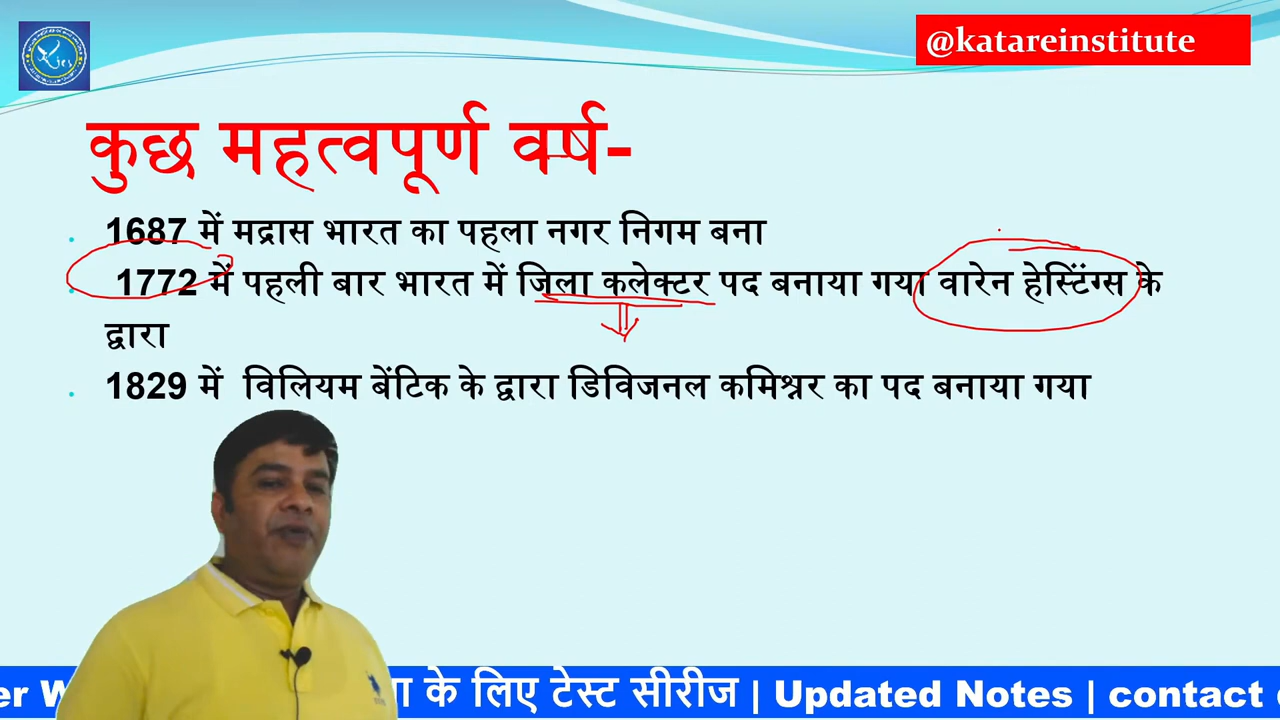 @katareinstitute
कुछ महत्वपूर्ण वर्ष-
. 1687 में मद्रास भारत का पहला नगर निगम बना
. 1772 में पहली बार भारत में जिला कलेक्टर पद बनाया गया वारेन हेस्टिंग्स के
द्वारा
. 1829 में विलियम बेंटिक के द्वारा डिविजनल कमिश्नर का पद बनाया गया
के लिए टेस्ट सीरीज | Updated Notes | contact